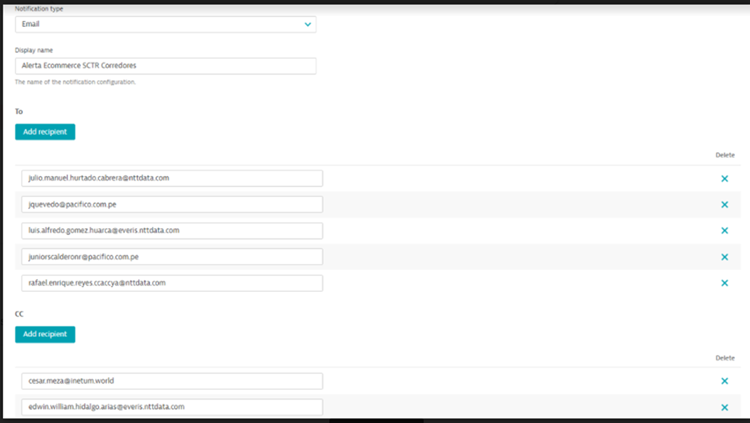 Notification type
Email
Display name
Alerta Ecommerce SCTR Corredores
The name of the notification configuration.
To
Add recipient
Delete
julio.manuel.hurtado.cabrera@nttdata.com
jquevedo@pacifico.com.pe
luis.alfredo.gomez.huarca@everis.nttdata.com
juniorscalderonr@pacifico.com.pe
rafael.enrique.reyes.ccaccya@nttdata.com
CC
Add recipient
Delete
cesar.meza@inetum.world
edwin.william.hidalgo.arias@everis.nttdata.com